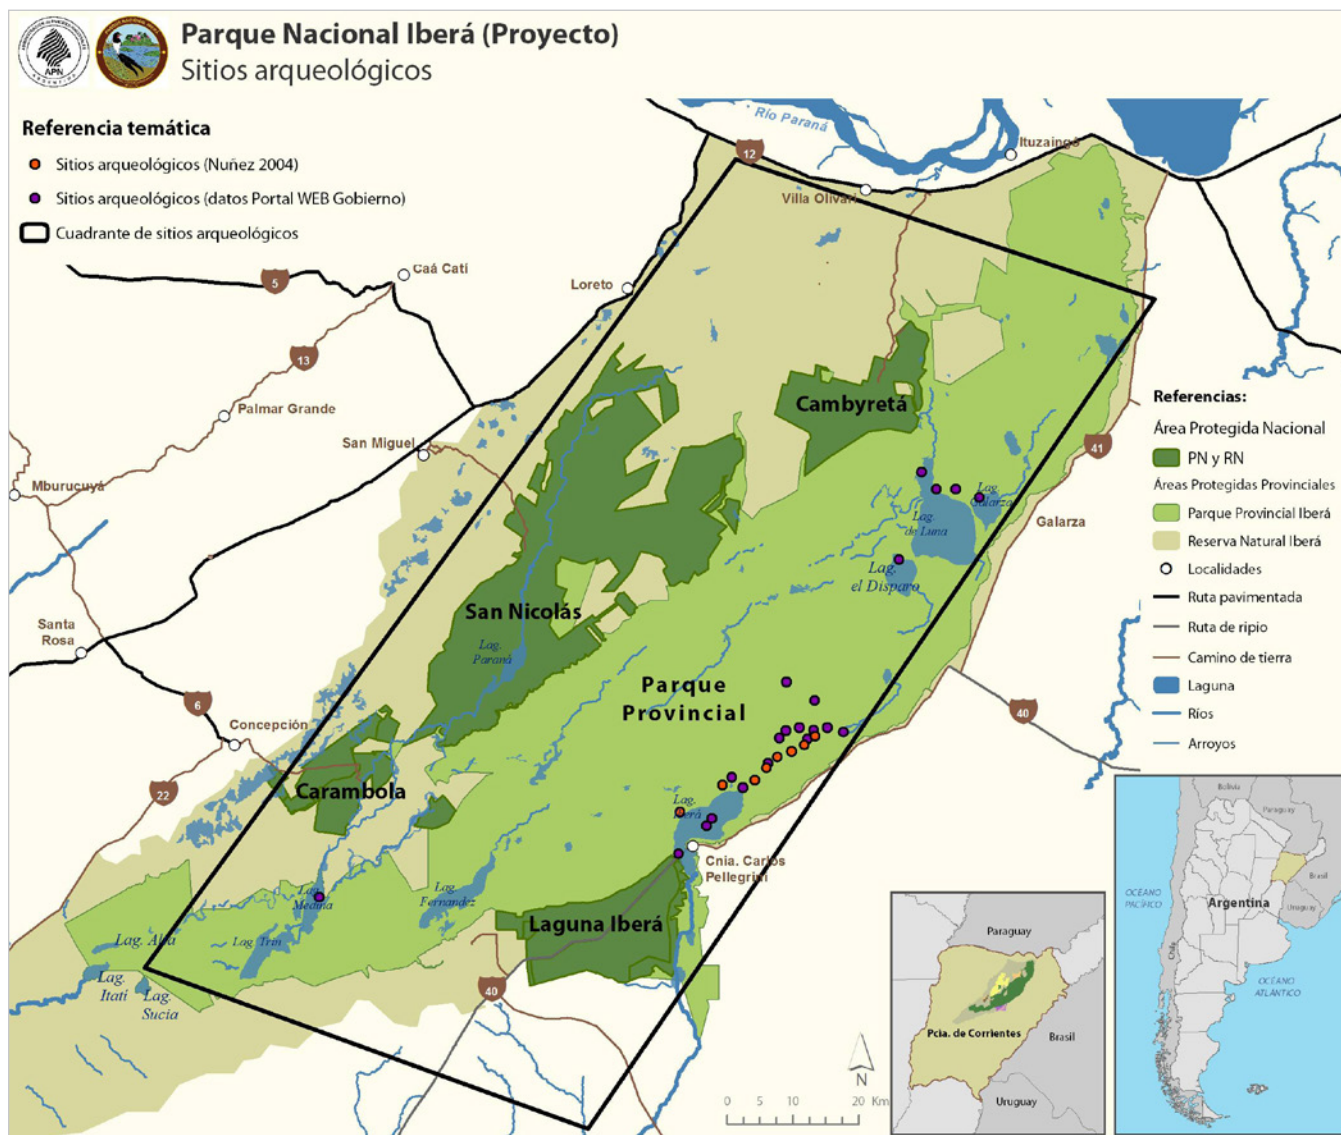 Parque Nacional Iberá (Proyecto)
Sitios arqueológicos
APN
Referencia temática
Sitios arqueológicos (Nuñez 2004)
Sitios arqueológicos (datos Portal WEB Gobierno)
Cuadrante de sitios arqueológicos
Río Paraná
Ituzaingó
12
Villa Olivari
Caá Catí
5
Loreto
13
Palmar Grande
San Miguel
Mburucuyá
Cambyretá
41
Lag. Galarza
Lag. de Luna
Galarza
Lag. el Disparo
San Nicolás
Lag. Paraná
Santa Rosa
Parque Provincial
6
40
Concepción
22
Carambola
Lag. Iberá
Cnia. Carlos Pellegrini
Lag. Medina
Lag. Fernandez
Laguna Iberá
Lag. Alba
Lag. Trin
Lag. Itatí
Lag. Sucia
40
Referencias:
Área Protegida Nacional
PN y RN
Áreas Protegidas Provinciales
Parque Provincial Iberá
Reserva Natural Iberá
Localidades
Ruta pavimentada
Ruta de ripio
Camino de tierra
Laguna
Ríos
Arroyos
N
0 5 10 20 Km
Paraguay
Pcia. de Corrientes
Brasil
Uruguay
Bolivia
Paraguay
Brasil
OCÉANO PACÍFICO
Argentina
Uruguay
Chile
OCÉANO ATLÁNTICO